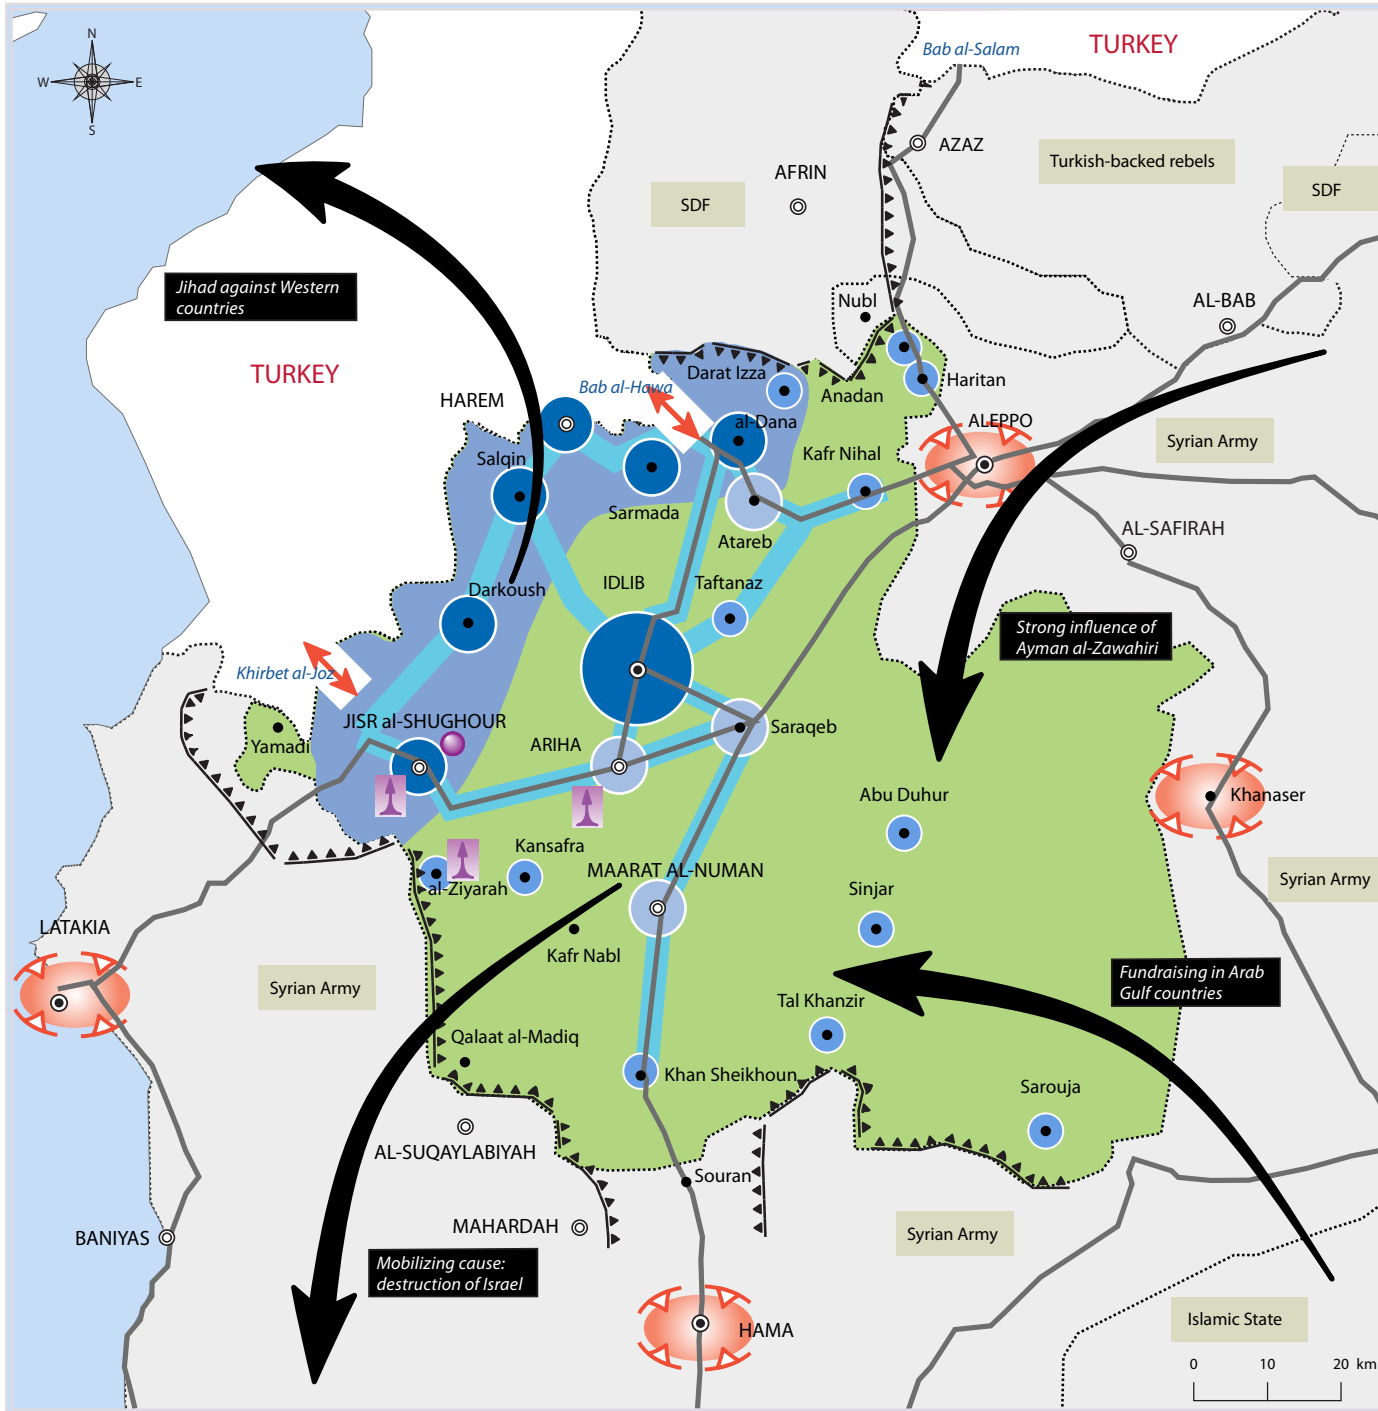 N
W
E
S
Bab al-Salam
TURKEY
AZAZ
Turkish-backed rebels
AFRIN
SDF
SDF
Jihad against Western
countries
Nubl
AL-BAB
TURKEY
Darat Izza
Bab al-Hawa
Haritan
Anadan
HAREM
al-Dana
ALEPPO
Syrian Army
Salqin
Kafr Nihal
Sarmada
AL-SAFIRAH
Atareb
Darkoush
IDLIB
Taftanaz
Strong influence of
Ayman al-Zawahiri
Khirbet al-Joz
JISR al-SHUGHOUR
Yamadi
ARIHA
Saraqeb
Abu Duhur
Khanaser
Kansafra
MAARAT AL-NUMAN
Syrian Army
al-Ziyarah
Sinjar
LATAKIA
Kafr Nabl
Syrian Army
Fundraising in Arab
Gulf countries
Tal Khanzir
Qalaat al-Madiq
Khan Sheikhoun
Sarouja
AL-SUQAYLABIYAH
Souran
MAHARDAH
Syrian Army
BANIYAS
Mobilizing cause:
destruction of Israel
Islamic State
HAMA
0 10 20 km